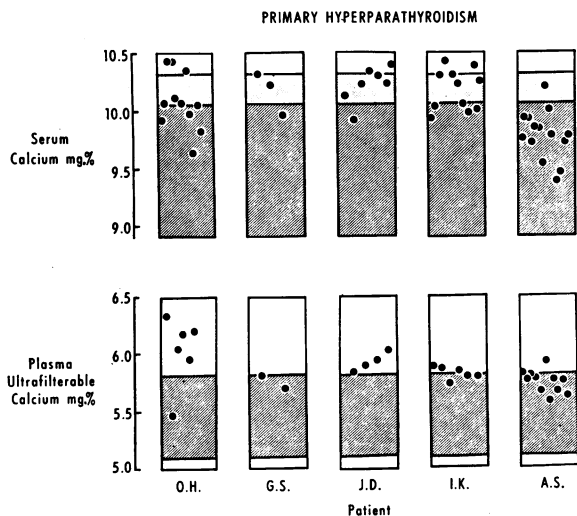 PRIMARY HYPERPARATHYROIDISM
10.5
10.0
Serum
Calcium mg.%
9.5
9.0
6.5
6.0
Plasma
Ultrafilterable
Calcium mg.%
5.5
5.0
O.H. G.S. J.D. I.K. A.S.
Patient